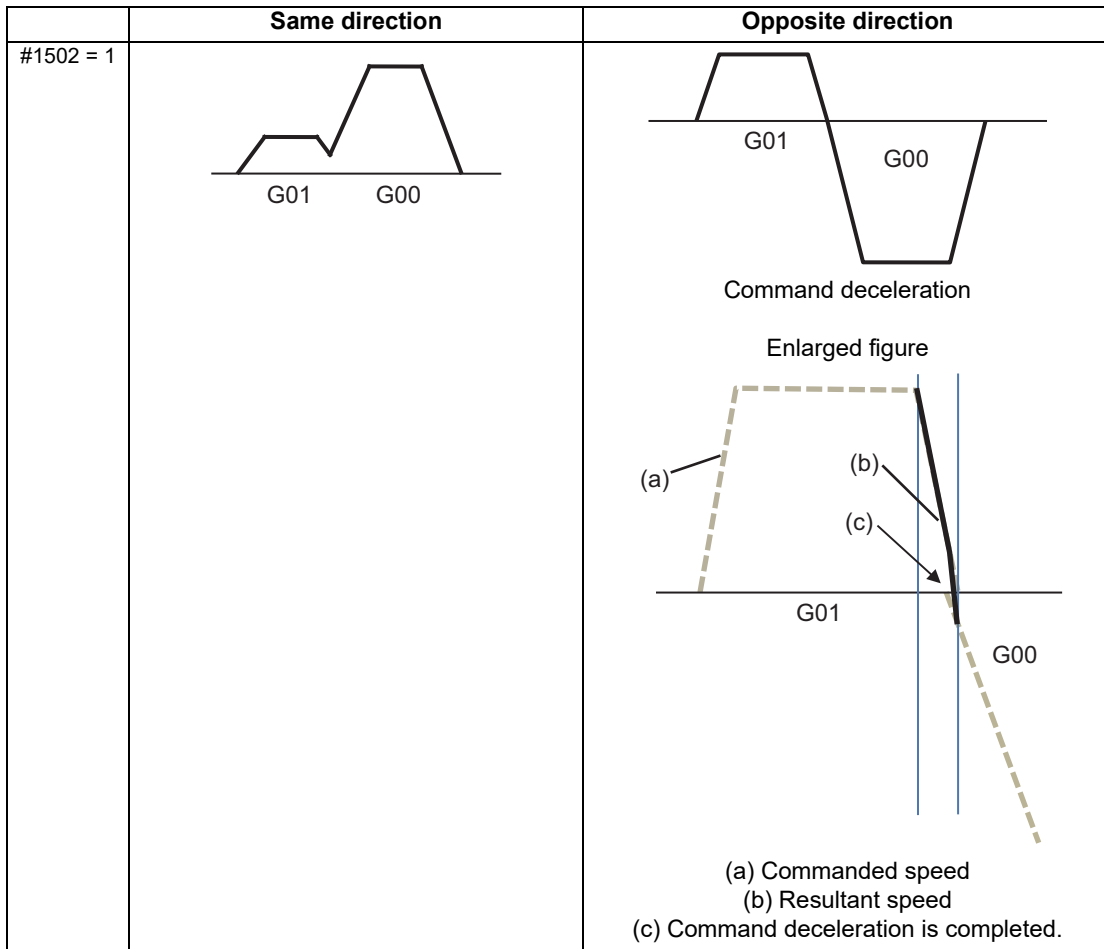 Same direction
Opposite direction
#1502 = 1
G01
G00
G01
G00
Command deceleration
Enlarged figure
(a)
(b)
(c)
G01
G00
(a) Commanded speed
(b) Resultant speed
(c) Command deceleration is completed.